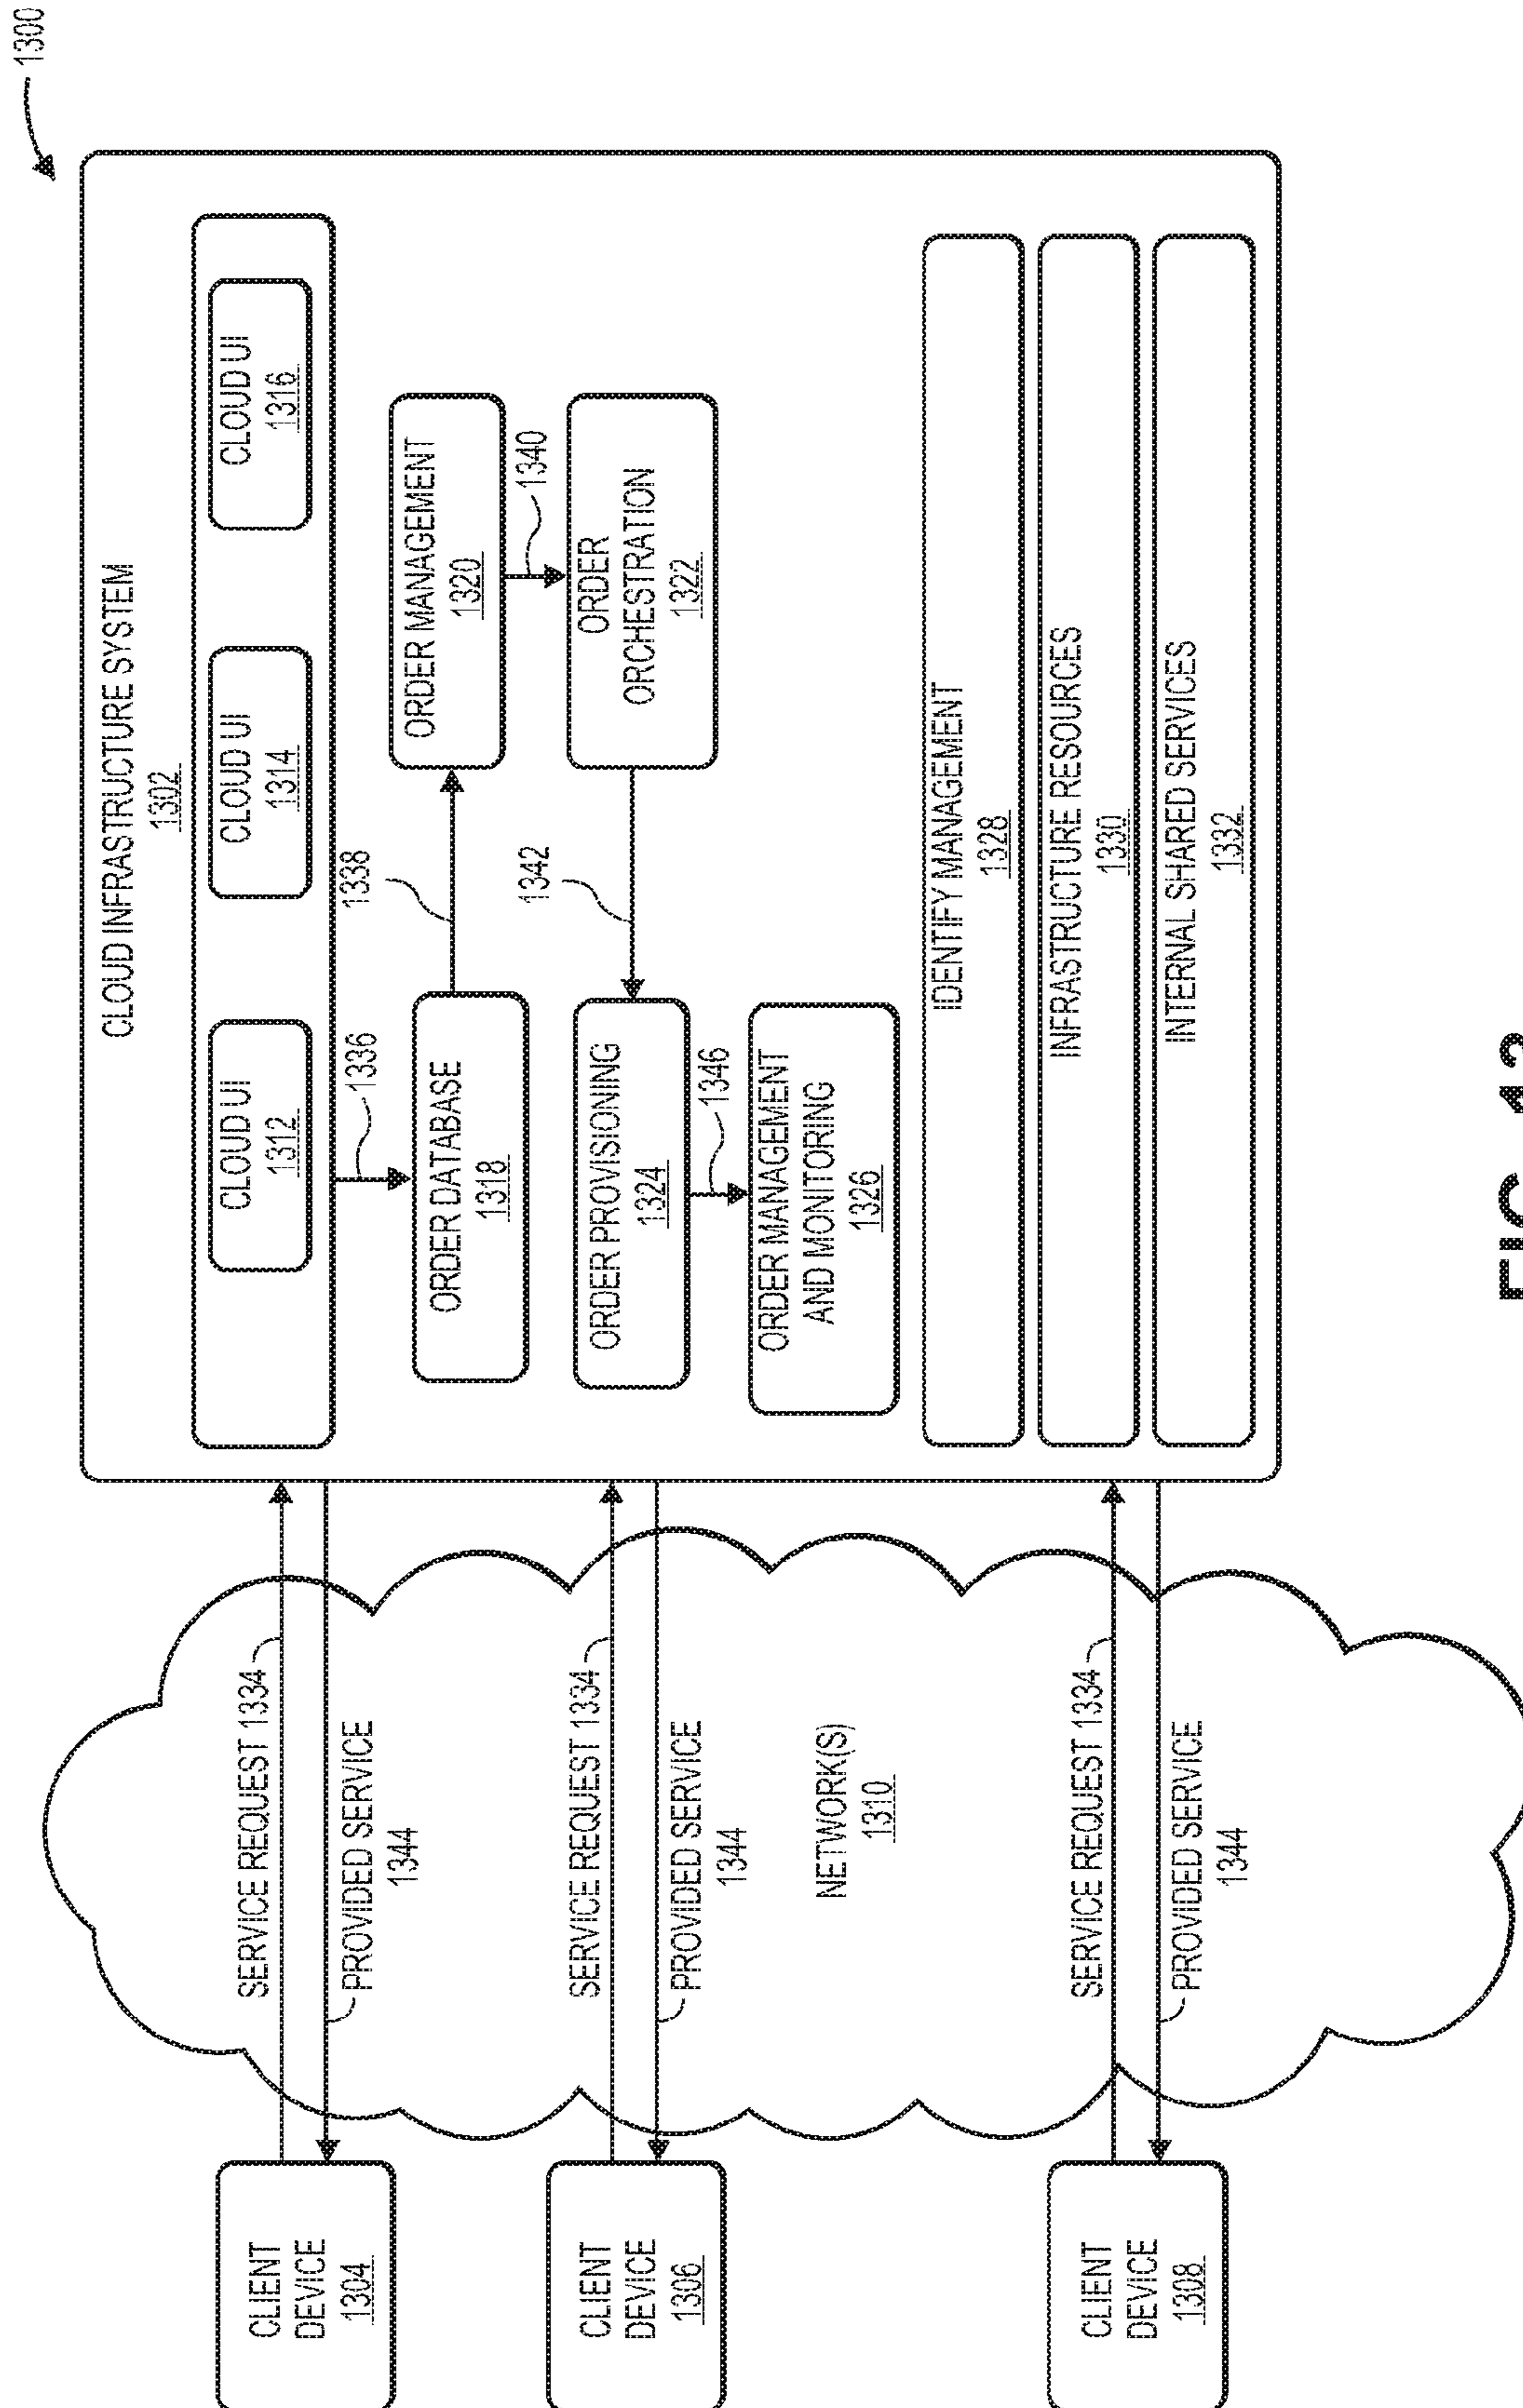 1300
CLOUD INFRASTRUCTURE SYSTEM
1302
CLOUD UI
1312
CLOUD UI
1314
CLOUD UI
1316
1336
1338
ORDER DATABASE
1318
ORDER MANAGEMENT
1320
1340
ORDER
ORCHESTRATION
1322
1342
ORDER PROVISIONING
1324
1346
ORDER MANAGEMENT
AND MONITORING
1326
IDENTIFY MANAGEMENT
1328
INFRASTRUCTURE RESOURCES
1330
INTERNAL SHARED SERVICES
1332
SERVICE REQUEST 1334
PROVIDED SERVICE
1344
SERVICE REQUEST 1334
PROVIDED SERVICE
1344
NETWORK(S)
1310
SERVICE REQUEST 1334
PROVIDED SERVICE
1344
CLIENT
DEVICE
1304
CLIENT
DEVICE
1306
CLIENT
DEVICE
1308
FIG. 13